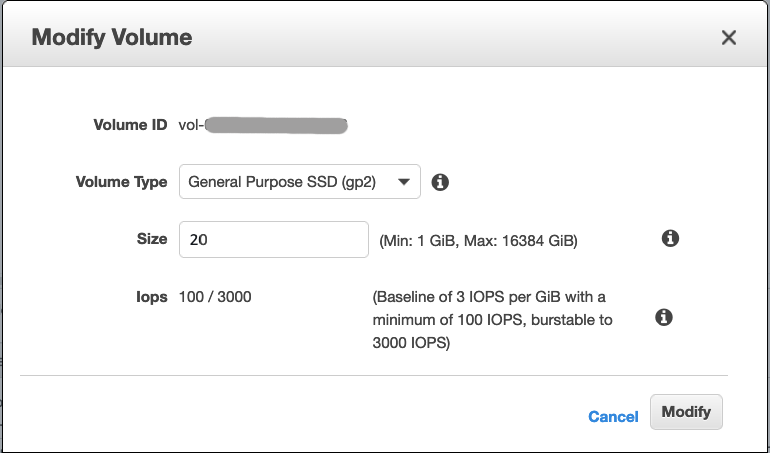 Modify Volume
Volume ID vol-
Volume Type General Purpose SSD (gp2)
Size 20 (Min: 1 GiB, Max: 16384 GiB)
Iops 100 / 3000 (Baseline of 3 IOPS per GiB with a
minimum of 100 IOPS, burstable to
3000 IOPS)
Cancel Modify